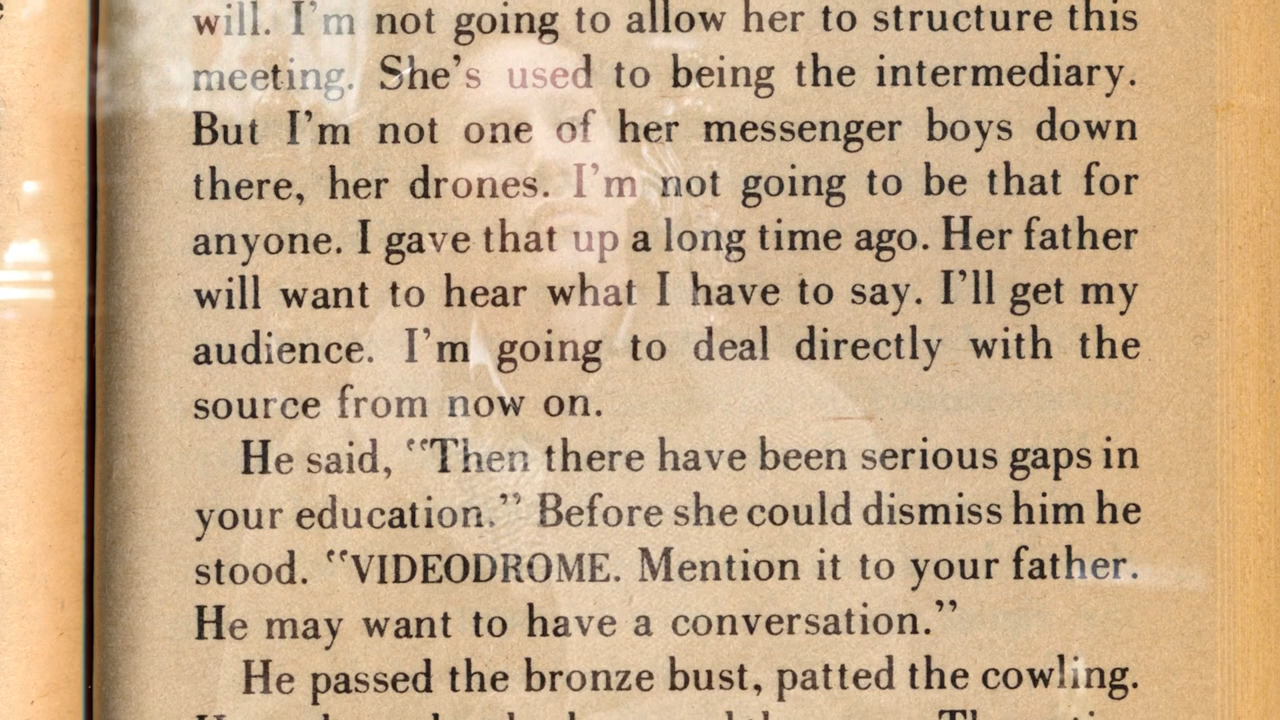 will. I'm not going to allow her to structure this
meeting. She's used to being the intermediary.
But I'm not one of her messenger boys down
there, her drones. I'm not going to be that for
anyone. I gave that up a long time ago. Her father
will want to hear what I have to say. I'll get my
audience. I'm going to deal directly with the
source from now on.
He said, "Then there have been serious gaps in
your education." Before she could dismiss him he
stood. "VIDEODROME. Mention it to your father.
He may want to have a conversation."
He passed the bronze bust, patted the cowling.